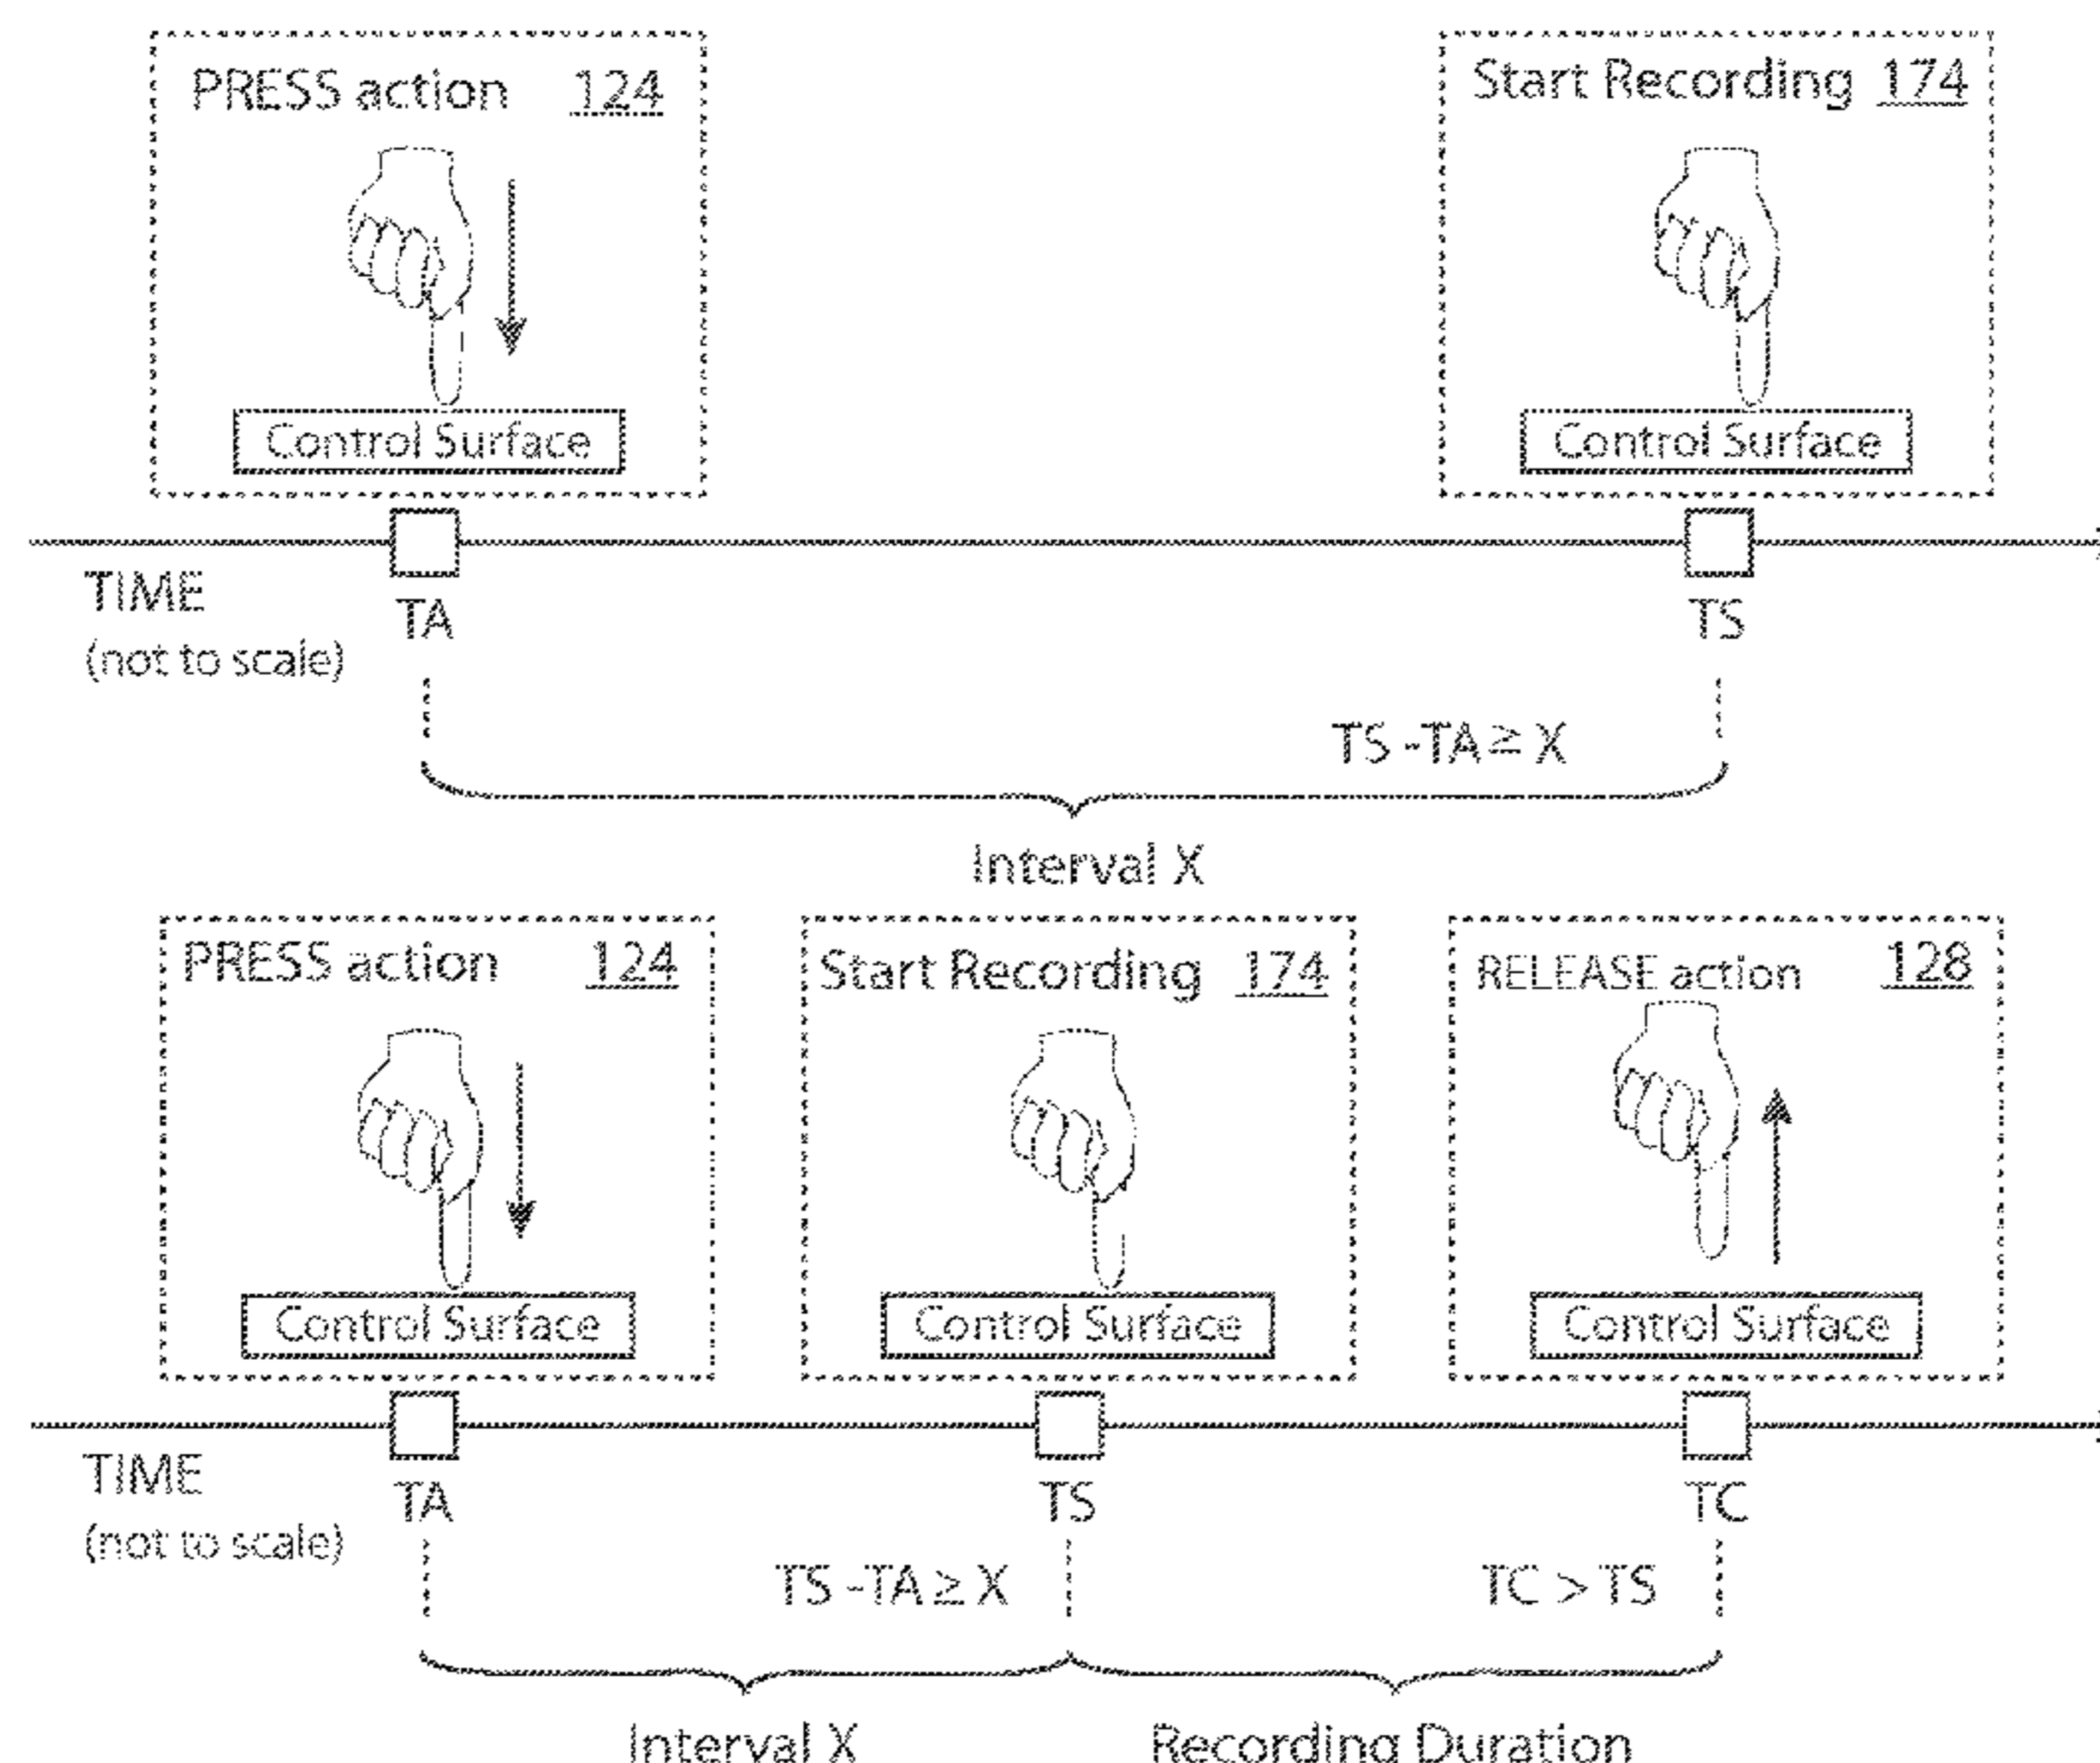 PRESS action 124
Start Recording 174
Control Surface
Control Surface
TIME
(not to scale)
TA
TS
TS -TA ≥ X
Interval X
PRESS action 124
Start Recording 174
RELEASE action 128
Control Surface
Control Surface
Control Surface
TIME
(not to scale)
TA
TS
TC
TS -TA ≥ X
TC > TS
Interval X
Recording Duration